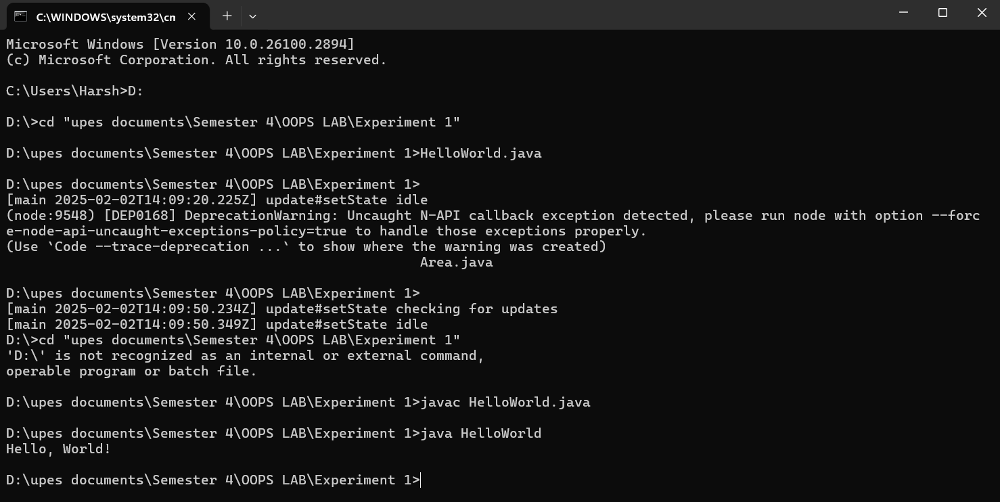 C:\WINDOWS\system32\cn
Microsoft Windows [Version 10.0.26100.2894]
(c) Microsoft Corporation. All rights reserved.
C:\Users\Harsh>D:
D:\>cd "upes documents\Semester 4\OOPS LAB\Experiment 1"
D:\upes documents\Semester 4\OOPS LAB\Experiment 1>HelloWorld.java
D:\upes documents\Semester 4\OOPS LAB\Experiment 1>
[main 2025-02-02T14:09:20.225Z] update#setState idle
(node:9548) [DEP0168] DeprecationWarning: Uncaught N-API callback exception detected, please run node with option --forc
e-node-api-uncaught-exceptions-policy=true to handle those exceptions properly.
(Use `Code --trace-deprecation ...` to show where the warning was created)
Area.java
D:\upes documents\Semester 4\OOPS LAB\Experiment 1>
[main 2025-02-02T14:09:50.234Z] update#setState checking for updates
[main 2025-02-02T14:09:50.349Z] update#setState idle
D:\>cd "upes documents\Semester 4\OOPS LAB\Experiment 1"
'D:\' is not recognized as an internal or external command,
operable program or batch file.
D:\upes documents\Semester 4\OOPS LAB\Experiment 1>javac HelloWorld.java
D:\upes documents\Semester 4\OOPS LAB\Experiment 1>java HelloWorld
Hello, World!
D:\upes documents\Semester 4\OOPS LAB\Experiment 1>